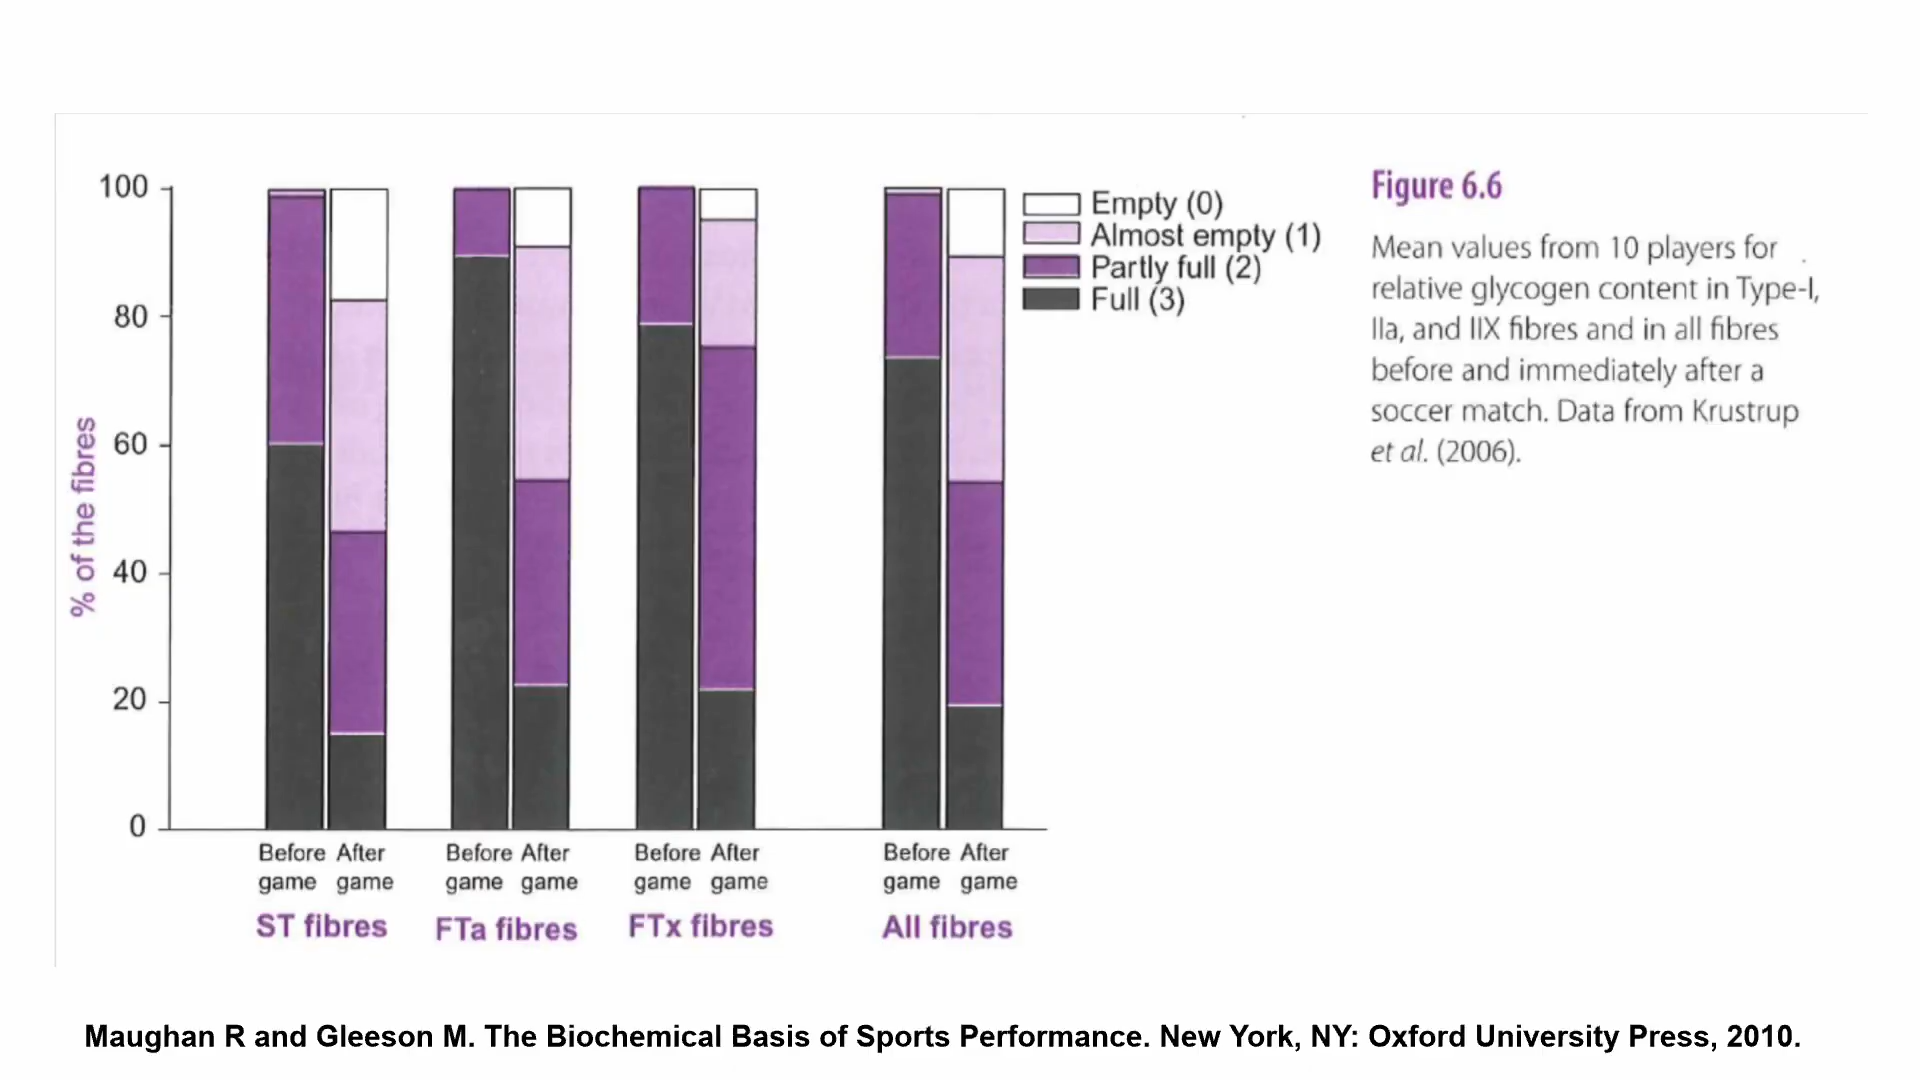 100
80
60
40
20
0
% of the fibres
Empty (0)
Almost empty (1)
Partly full (2)
Full (3)
Before After
game game
ST fibres
Before After
game game
FTa fibres
Before After
game game
FTx fibres
Before After
game game
All fibres
Figure 6.6
Mean values from 10 players for
relative glycogen content in Type-I,
IIa, and IIX fibres and in all fibres
before and immediately after a
soccer match. Data from Krustrup
et al. (2006).
Maughan R and Gleeson M. The Biochemical Basis of Sports Performance. New York, NY: Oxford University Press, 2010.